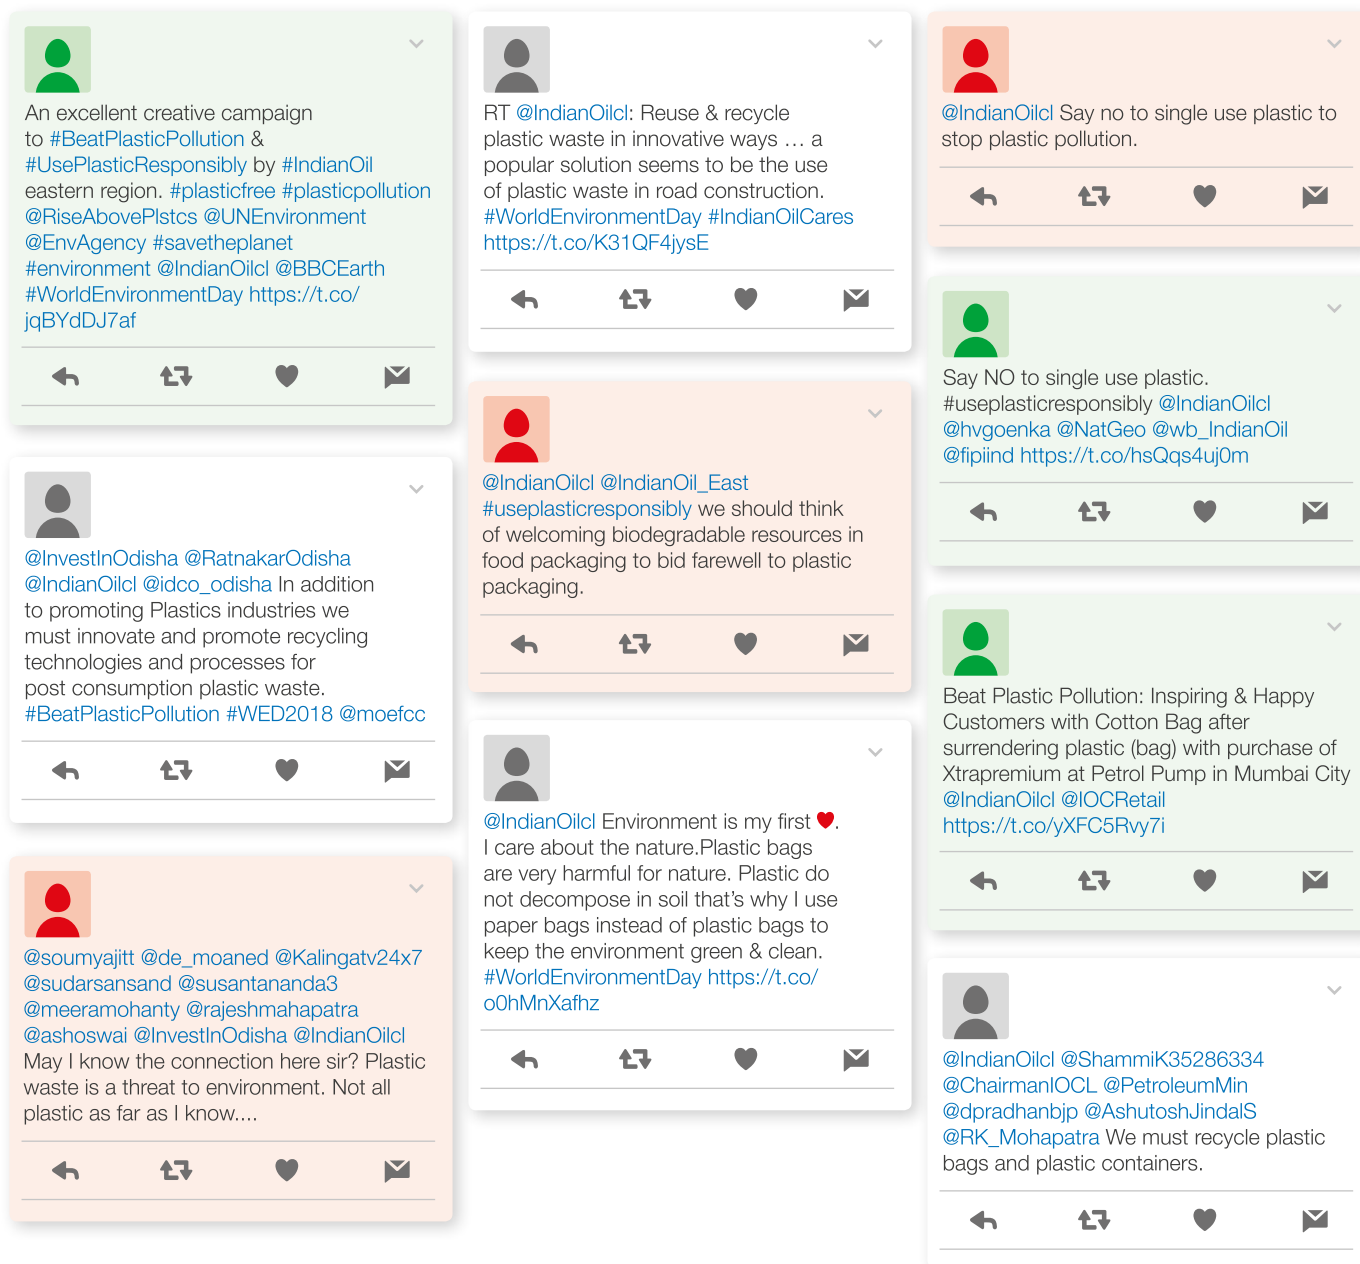 An excellent creative campaign
to #BeatPlasticPollution &
#UsePlasticResponsibly by #IndianOil
eastern region. #plasticfree #plasticpollution
@RiseAbovePlstcs @UNEnvironment
@EnvAgency #savetheplanet
#environment @IndianOilcl @BBCEarth
#WorldEnvironmentDay https://t.co/
jqBYdDJ7af
@InvestInOdisha @RatnakarOdisha
@IndianOilcl @idco_odisha In addition
to promoting Plastics industries we
must innovate and promote recycling
technologies and processes for
post consumption plastic waste.
#BeatPlasticPollution #WED2018 @moefcc
@soumyajitt @de_moaned @Kalingatv24x7
@sudarsansand @susantananda3
@meeramohanty @rajeshmahapatra
@ashoswai @InvestInOdisha @IndianOilcl
May I know the connection here sir? Plastic
waste is a threat to environment. Not all
plastic as far as I know....
RT @IndianOilcl: Reuse & recycle
plastic waste in innovative ways … a
popular solution seems to be the use
of plastic waste in road construction.
#WorldEnvironmentDay #IndianOilCares
https://t.co/K31QF4jysE
@IndianOilcl @IndianOil_East
#useplasticresponsibly we should think
of welcoming biodegradable resources in
food packaging to bid farewell to plastic
packaging.
@IndianOilcl Environment is my first ♥.
I care about the nature.Plastic bags
are very harmful for nature. Plastic do
not decompose in soil that's why I use
paper bags instead of plastic bags to
keep the environment green & clean.
#WorldEnvironmentDay https://t.co/
o0hMnXafhz
@IndianOilcl Say no to single use plastic to
stop plastic pollution.
Say NO to single use plastic.
#useplasticresponsibly @IndianOilcl
@hvgoenka @NatGeo @wb_IndianOil
@fipiind https://t.co/hsQqs4uj0m
Beat Plastic Pollution: Inspiring & Happy
Customers with Cotton Bag after
surrendering plastic (bag) with purchase of
Xtrapremium at Petrol Pump in Mumbai City
@IndianOilcl @IOCRetail
https://t.co/yXFC5Rvy7i
@IndianOilcl @ShammiK35286334
@ChairmanIOCL @PetroleumMin
@dpradhanbjp @AshutoshJindalS
@RK_Mohapatra We must recycle plastic
bags and plastic containers.